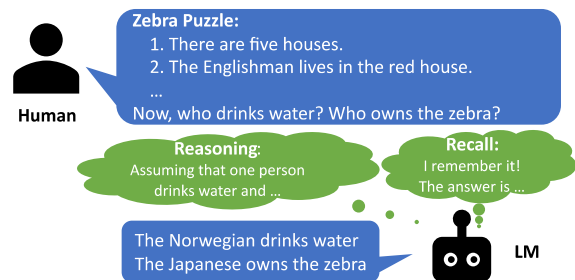 Zebra Puzzle:
1. There are five houses.
2. The Englishman lives in the red house.
…
Now, who drinks water? Who owns the zebra?
Human
Reasoning:
Assuming that one person
drinks water and …
Recall:
I remember it!
The answer is …
The Norwegian drinks water
The Japanese owns the zebra
LM